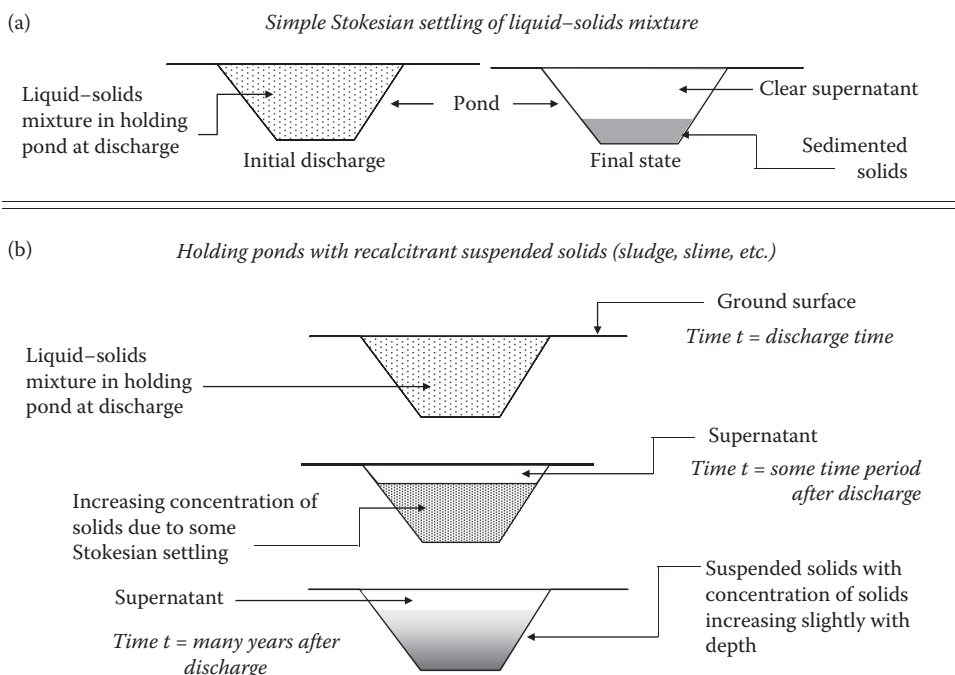 (a)
Simple Stokesian settling of liquid–solids mixture
Liquid–solids
mixture in holding
pond at discharge
Pond
Clear supernatant
Initial discharge
Final state
Sedimented
solids
(b)
Holding ponds with recalcitrant suspended solids (sludge, slime, etc.)
Ground surface
Time t = discharge time
Liquid–solids
mixture in holding
pond at discharge
Supernatant
Time t = some time period
after discharge
Increasing concentration of
solids due to some
Stokesian settling
Supernatant
Time t = many years after
discharge
Suspended solids with
concentration of solids
increasing slightly with
depth